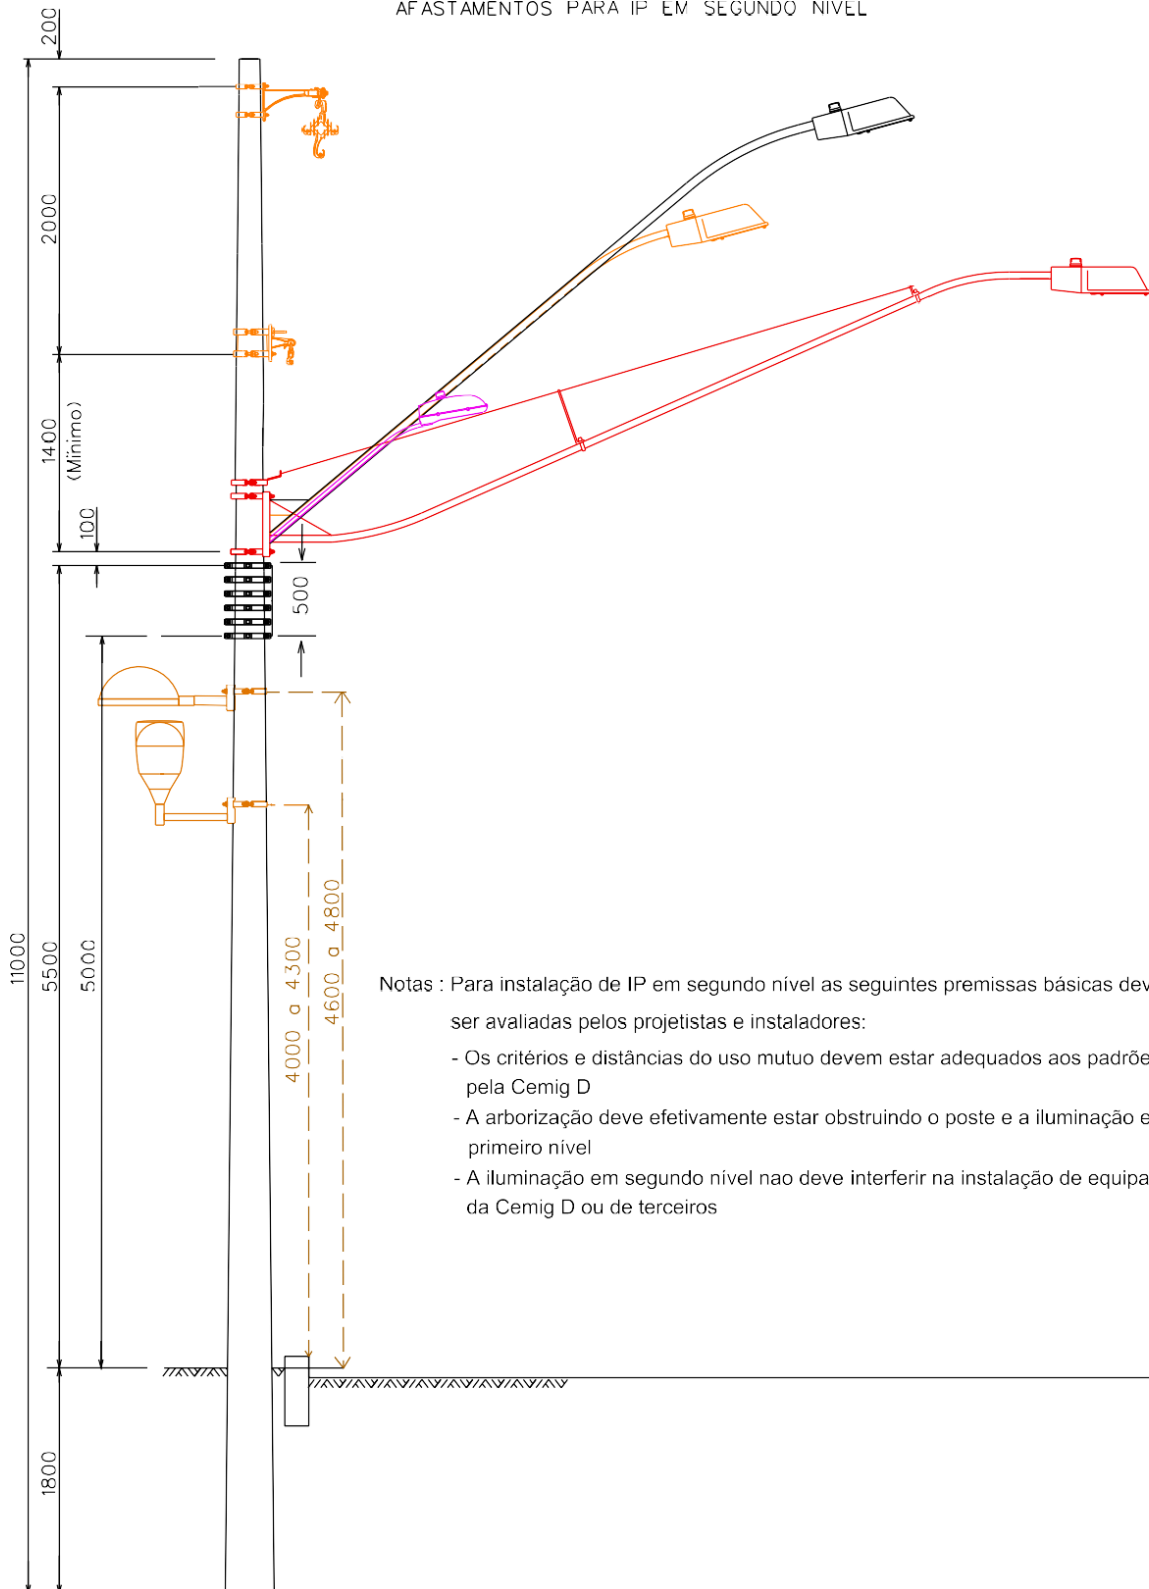 AFASTAMENTOS PARA IP EM SEGUNDO NÍVEL
200
2000
1400
(Mínimo)
100
500
11000
5500
5000
4000 a 4300
4600 a 4800
1800
Notas : Para instalação de IP em segundo nível as seguintes premissas básicas dev
ser avaliadas pelos projetistas e instaladores:
- Os critérios e distâncias do uso mutuo devem estar adequados aos padrõe
pela Cemig D
- A arborização deve efetivamente estar obstruindo o poste e a iluminação e
primeiro nível
- A iluminação em segundo nível nao deve interferir na instalação de equipa
da Cemig D ou de terceiros